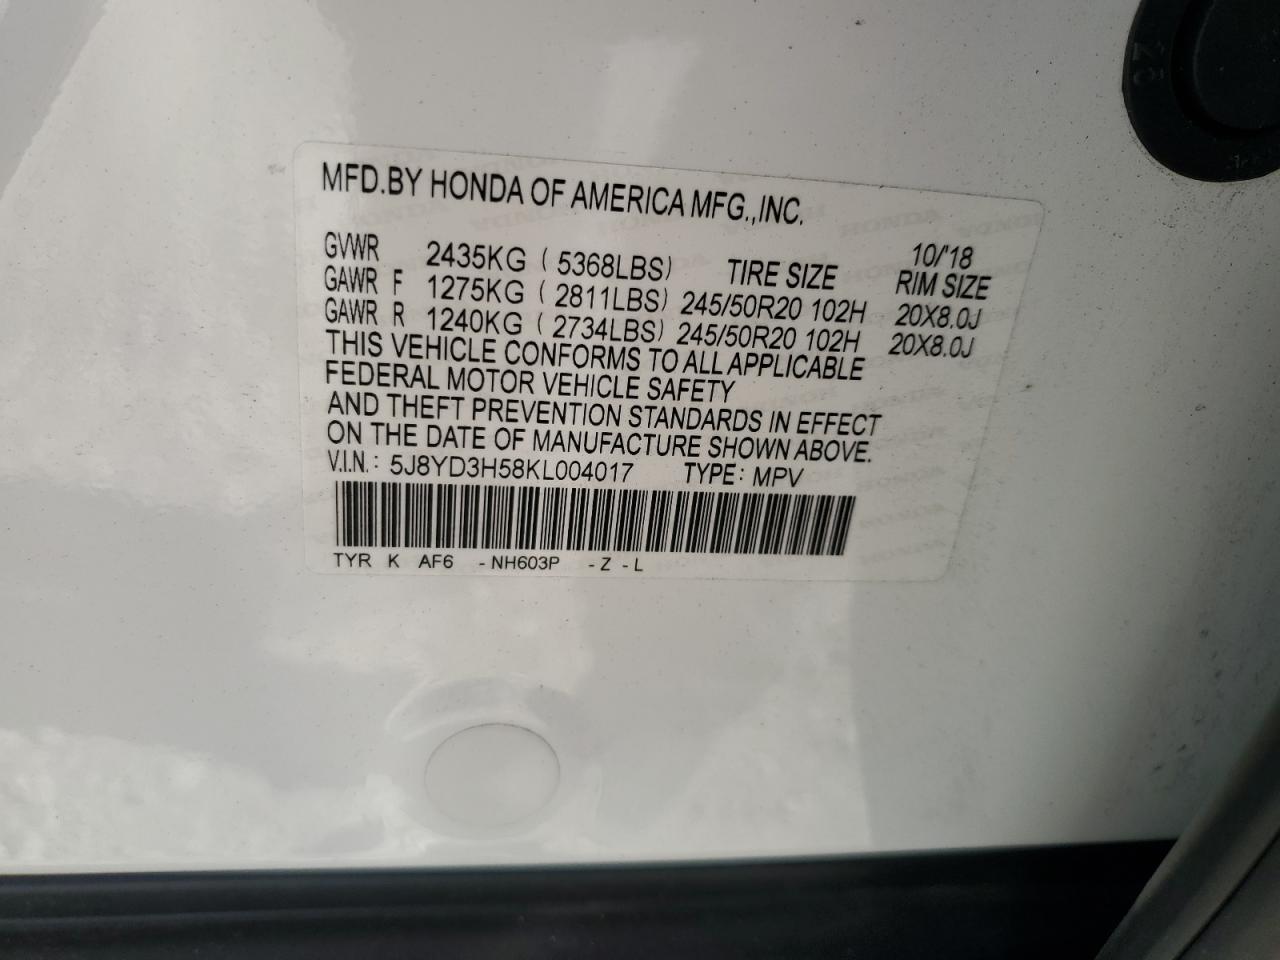 MFD.BY HONDA OF AMERICA MFG.,INC.
10/'18
GVWR 2435KG ( 5368LBS) TIRE SIZE RIM SIZE
GAWR F 1275KG ( 2811LBS) 245/50R20 102H 20X8.0J
GAWR R 1240KG ( 2734LBS) 245/50R20 102H 20X8.0J
THIS VEHICLE CONFORMS TO ALL APPLICABLE
FEDERAL MOTOR VEHICLE SAFETY
AND THEFT PREVENTION STANDARDS IN EFFECT
ON THE DATE OF MANUFACTURE SHOWN ABOVE.
V.I.N.: 5J8YD3H58KL004017 TYPE: MPV
TYR K AF6 -NH603P -Z -L
25